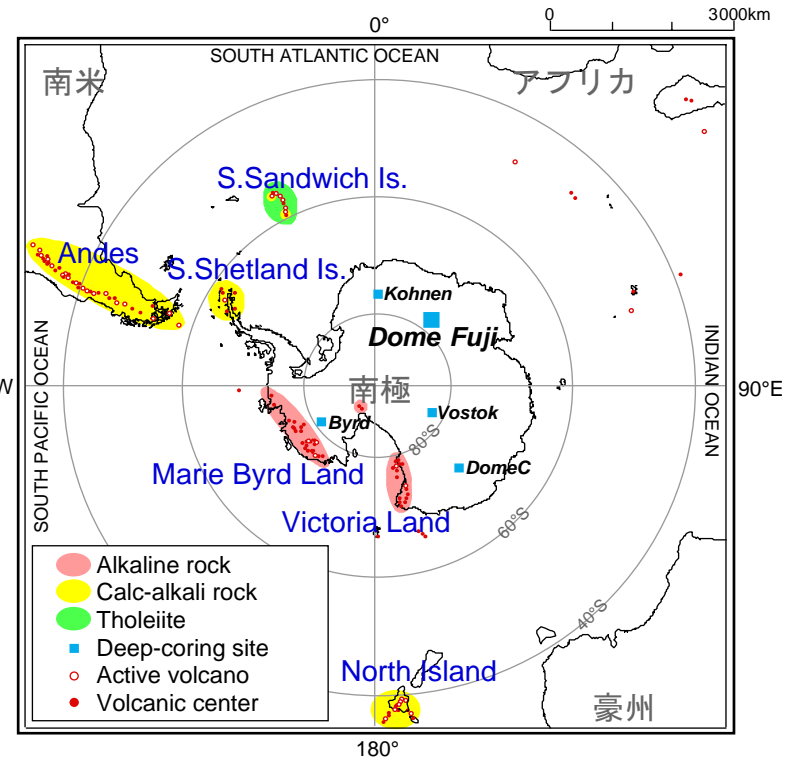 0 3000km
0°
SOUTH ATLANTIC OCEAN
南米
アフリカ
S.Sandwich Is.
Andes
S.Shetland Is.
Kohnen
Dome Fuji
SOUTH PACIFIC OCEAN
INDIAN OCEAN
W
南極
90°E
Byrd
Vostok
80°S
Marie Byrd Land
DomeC
Victoria Land
60°S
Alkaline rock
Calc-alkali rock
Tholeiite
40°S
Deep-coring site
Active volcano
North Island
Volcanic center
豪州
180°